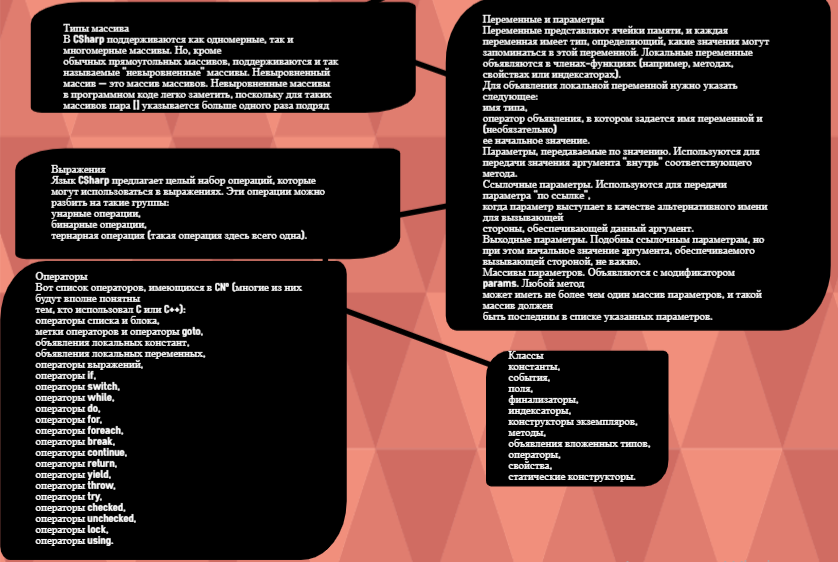 Типы массива
В CSharp поддерживаются как одномерные, так и
многомерные массивы. Но, кроме
обычных прямоугольных массивов, поддерживаются и так
называемые "невыровненные" массивы. Невыровненный
массив — это массив массивов. Невыровненные массивы
в программном коде легко заметить, поскольку для таких
массивов пара [] указывается больше одного раза подряд
Выражения
Язык CSharp предлагает целый набор операций, которые
могут использоваться в выражениях. Эти операции можно
разбить на такие группы:
унарные операции,
бинарные операции,
тернарная операция (такая операция здесь всего одна).
Операторы
Вот список операторов, имеющихся в CN° (многие из них
будут вполне понятны
тем, кто использовал C или C++):
операторы списка и блока,
метки операторов и операторы goto,
объявления локальных констант,
объявления локальных переменных,
операторы выражений,
операторы if,
операторы switch,
операторы while,
операторы do,
операторы for,
операторы foreach,
операторы break,
операторы continue,
операторы return,
операторы yield,
операторы throw,
операторы try,
операторы checked,
операторы unchecked,
операторы lock,
операторы using.
Переменные и параметры
Переменные представляют ячейки памяти, и каждая
переменная имеет тип, определяющий, какие значения могут
запоминаться в этой переменной. Локальные переменные
объявляются в членах-функциях (например, методах,
свойствах или индексаторах).
Для объявления локальной переменной нужно указать
следующее:
имя типа,
оператор объявления, в котором задается имя переменной и
(необязательно)
ее начальное значение.
Параметры, передаваемые по значению. Используются для
передачи значения аргумента "внутрь" соответствующего
метода.
Ссылочные параметры. Используются для передачи
параметра "по ссылке",
когда параметр выступает в качестве альтернативного имени
для вызывающей
стороны, обеспечивающей данный аргумент.
Выходные параметры. Подобны ссылочным параметрам, но
при этом начальное значение аргумента, обеспечиваемого
вызывающей стороной, не важно.
Массивы параметров. Объявляются с модификатором
params. Любой метод
может иметь не более чем один массив параметров, и такой
массив должен
быть последним в списке указанных параметров.
Классы
константы,
события,
поля,
финализаторы,
индексаторы,
конструкторы экземпляров,
методы,
объявления вложенных типов,
операторы,
свойства,
статические конструкторы.